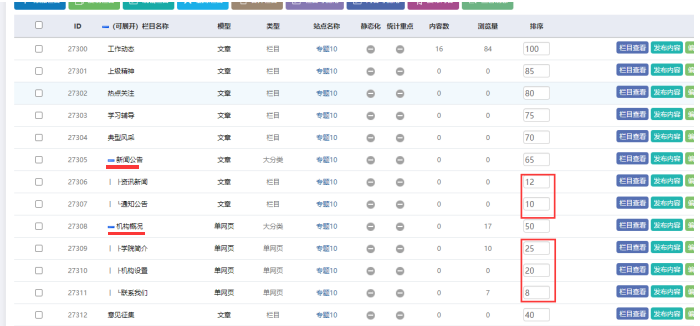 ID （可展开）栏目名称 模型 类型 站点名称 静态化 统计重点 内容数 浏览量 排序
27300 工作动态 文章 栏目 专题10 16 84 100 栏目查看 发布内容
27301 上级精神 文章 栏目 专题10 0 0 85 栏目查看 发布内容
27302 热点关注 文章 栏目 专题10 0 0 80 栏目查看 发布内容
27303 学习辅导 文章 栏目 专题10 0 0 75 栏目查看 发布内容
27304 典型风采 文章 栏目 专题10 0 0 70 栏目查看 发布内容
27305 新闻公告 文章 大分类 专题10 0 0 65 栏目查看 发布内容
27306 资讯新闻 文章 栏目 专题10 0 0 12 栏目查看 发布内容
27307 通知公告 文章 栏目 专题10 0 0 10 栏目查看 发布内容
27308 机构概况 单网页 大分类 专题10 0 17 50 栏目查看 发布内容
27309 学院简介 单网页 单网页 专题10 0 10 25 栏目查看 发布内容
27310 机构设置 单网页 单网页 专题10 0 0 20 栏目查看 发布内容
27311 联系我们 单网页 单网页 专题10 0 7 8 栏目查看 发布内容
27312 意见征集 文章 栏目 专题10 0 0 40 栏目查看 发布内容